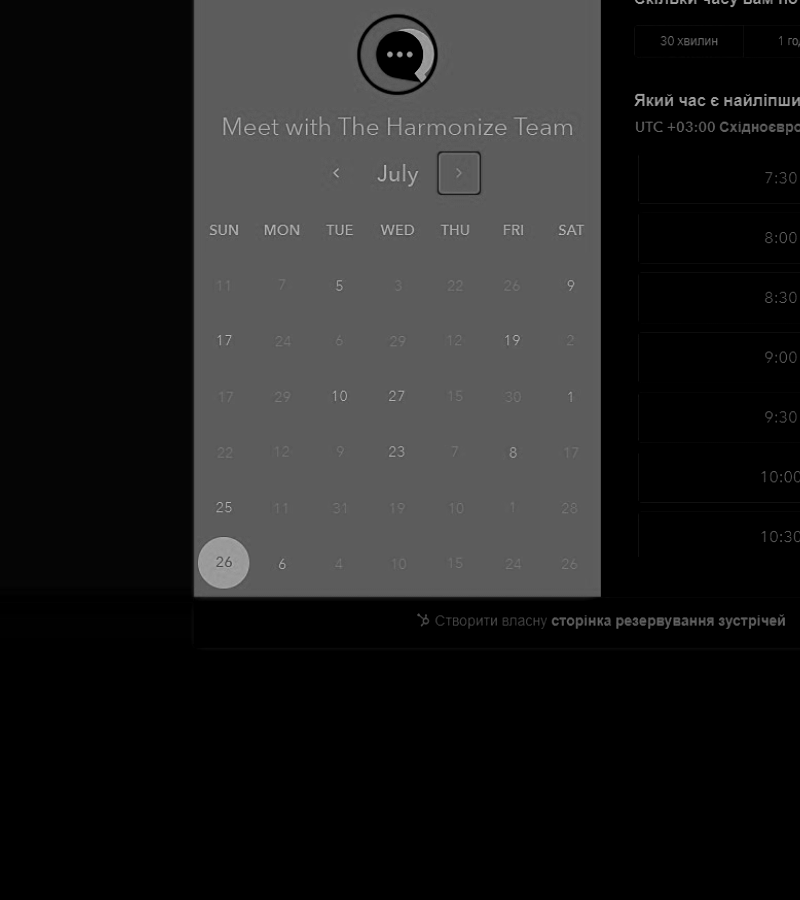 Meet with The Harmonize Team
July
SUN MON TUE WED THU FRI SAT
11 7 5 3 22 26 9
17 24 6 29 12 19 2
17 29 10 27 15 30 1
22 12 9 23 7 8 17
25 11 31 19 10 1 28
26 6 4 10 15 24 26
Скільки часу вам по
30 хвилин 1 го
Який час є найліпши
UTC +03:00 Східноєвро
7:30
8:00
8:30
9:00
9:30
10:00
10:30
Створити власну сторінка резервування зустрічей